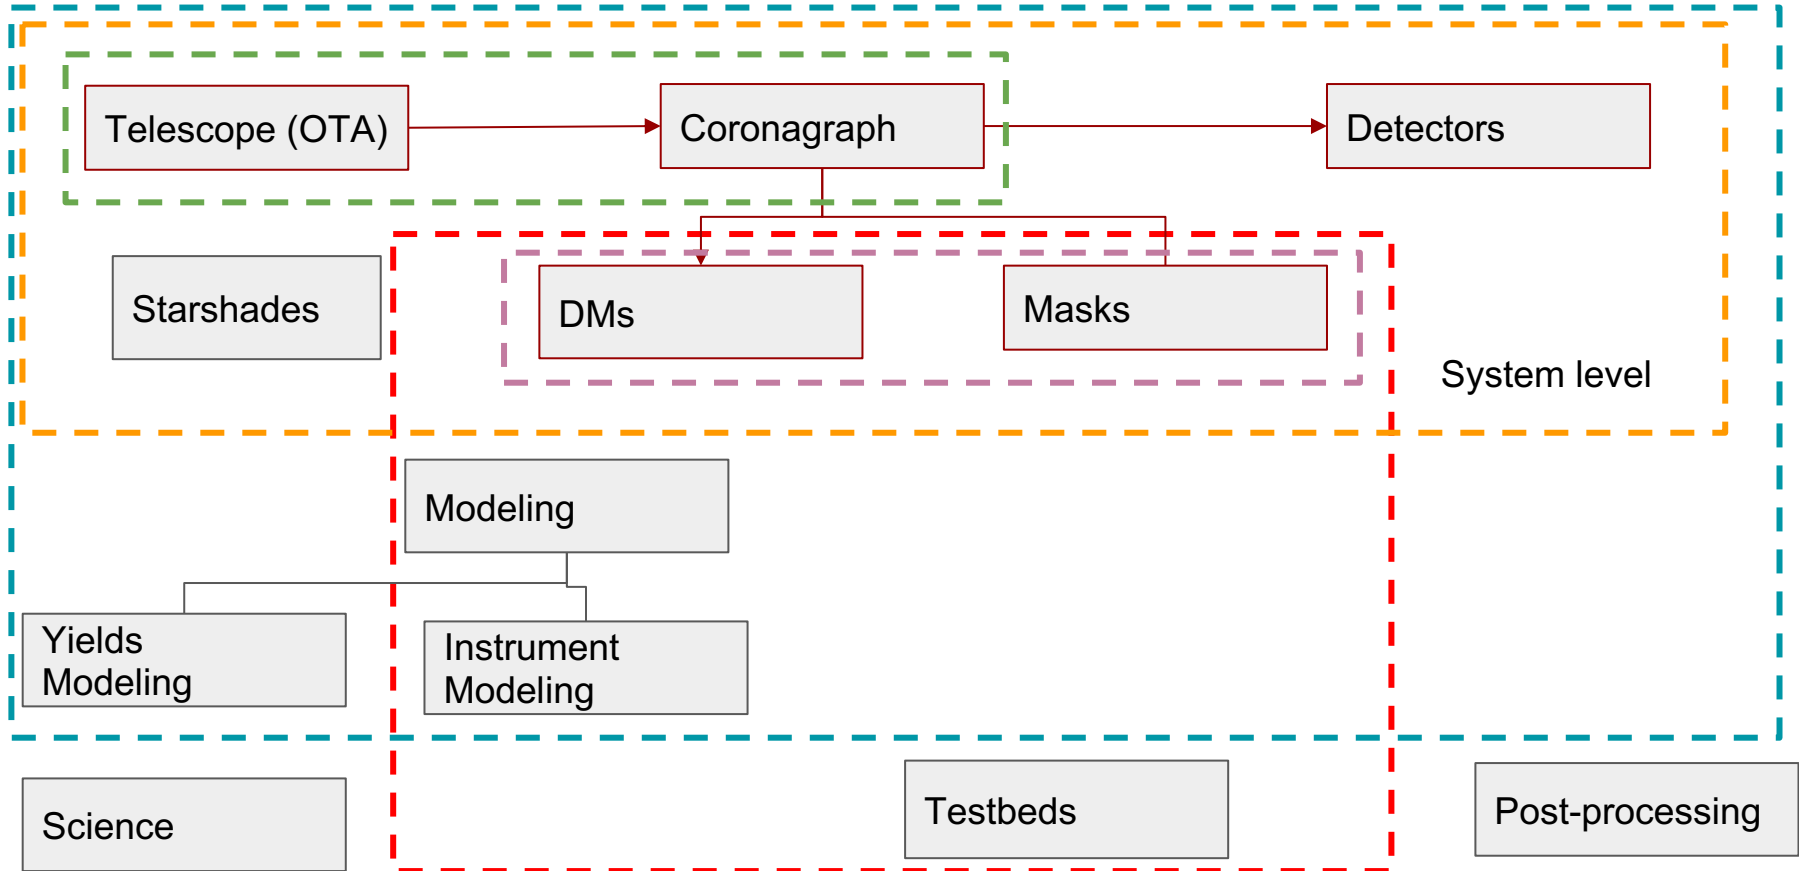 Telescope (OTA)
Coronagraph
Detectors
Starshades
DMs
Masks
System level
Modeling
Yields
Modeling
Instrument
Modeling
Science
Testbeds
Post-processing